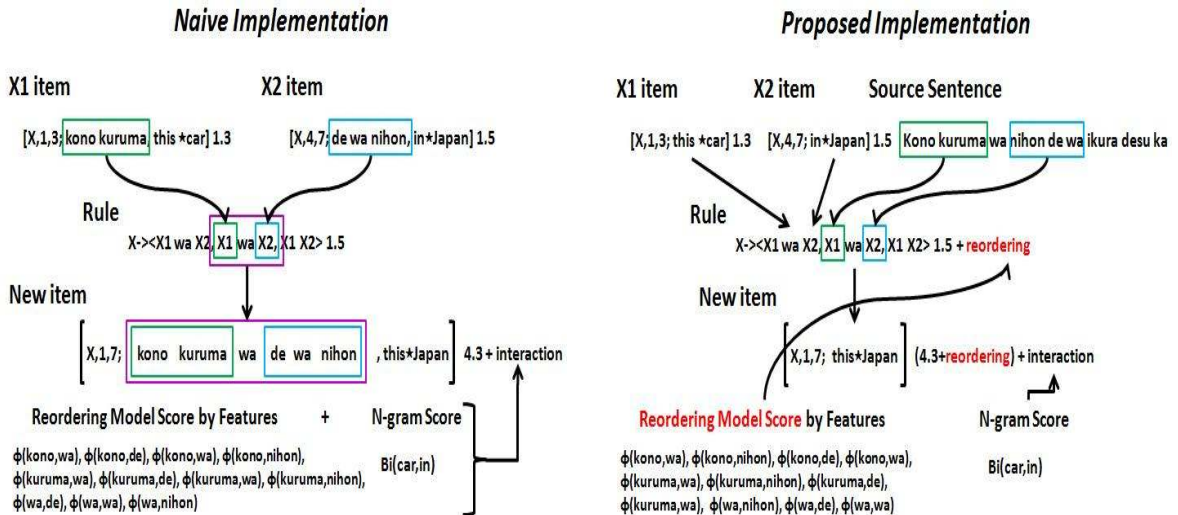 Naive Implementation
X1 item X2 item
[X,1,3; kono kuruma, this ⋆car] 1.3 [X,4,7; de wa nihon, in⋆Japan] 1.5
Rule
X-><X1 wa X2, X1 wa X2, X1 X2> 1.5
New item
[X,1,7; kono kuruma wa de wa nihon , this⋆Japan] 4.3 + interaction
Reordering Model Score by Features + N-gram Score
ϕ(kono,wa), ϕ(kono,de), ϕ(kono,wa), ϕ(kono,nihon),
ϕ(kuruma,wa), ϕ(kuruma,de), ϕ(kuruma,wa), ϕ(kuruma,nihon),
ϕ(wa,de), ϕ(wa,wa), ϕ(wa,nihon)
Bi(car,in)
Proposed Implementation
X1 item X2 item Source Sentence
[X,1,3; this ⋆car] 1.3 [X,4,7; in⋆Japan] 1.5 Kono kuruma wa nihon de wa ikura desu ka
Rule
X-><X1 wa X2, X1 wa X2, X1 X2> 1.5 + reordering
New item
[X,1,7; this⋆Japan] (4.3+reordering) + interaction
Reordering Model Score by Features N-gram Score
ϕ(kono,wa), ϕ(kono,nihon), ϕ(kono,de), ϕ(kono,wa),
ϕ(kuruma,wa), ϕ(kuruma,nihon), ϕ(kuruma,de),
ϕ(kuruma,wa), ϕ(wa,nihon), ϕ(wa,de), ϕ(wa,wa)
Bi(car,in)